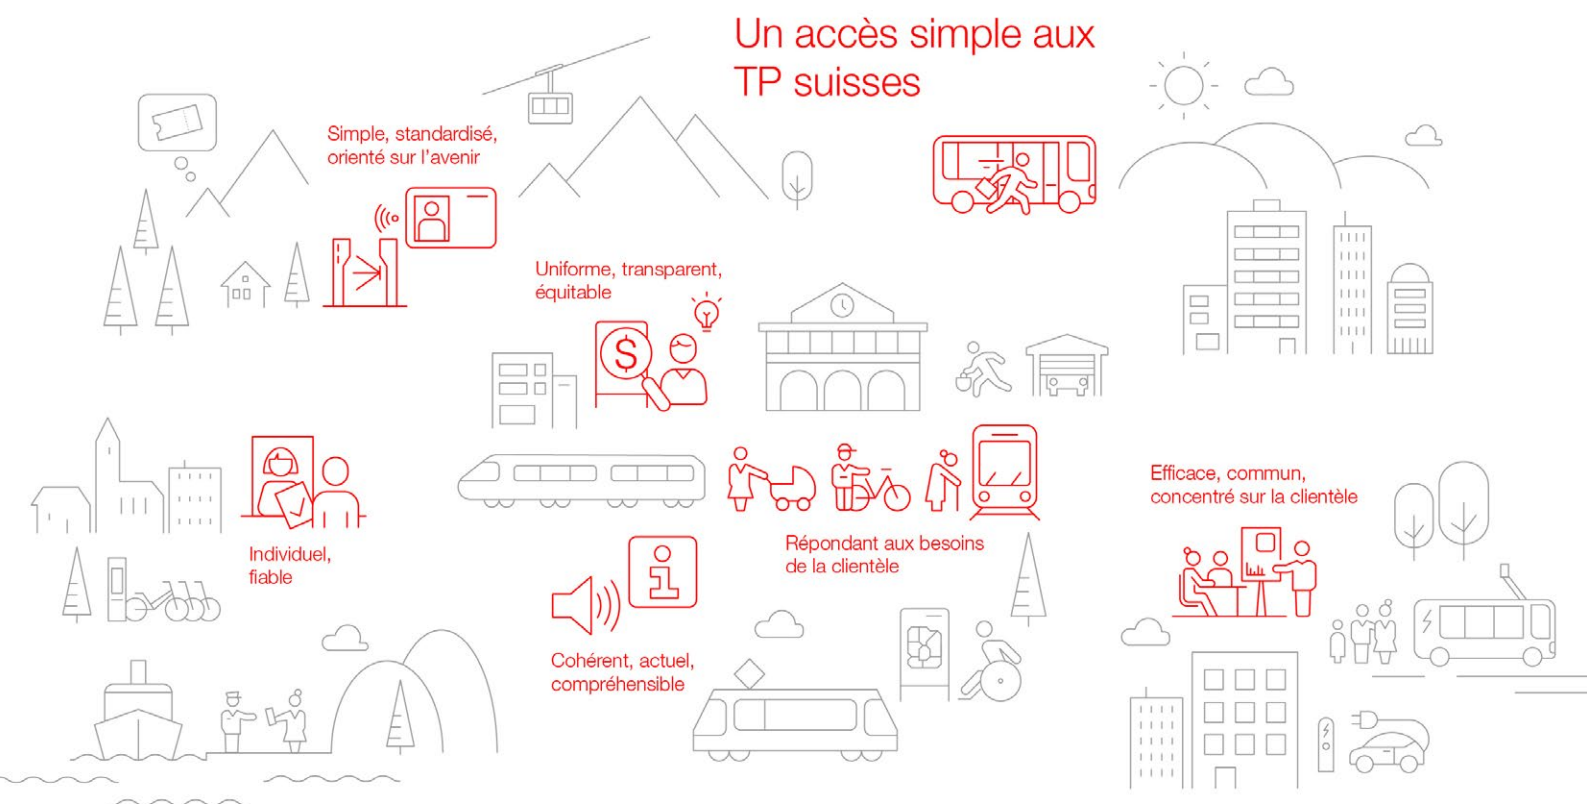 Un accès simple aux
TP suisses
Simple, standardisé,
orienté sur l'avenir
Uniforme, transparent,
équitable
$
Efficace, commun,
concentré sur la clientèle
Individuel,
fiable
Répondant aux besoins
de la clientèle
i
Cohérent, actuel,
compréhensible